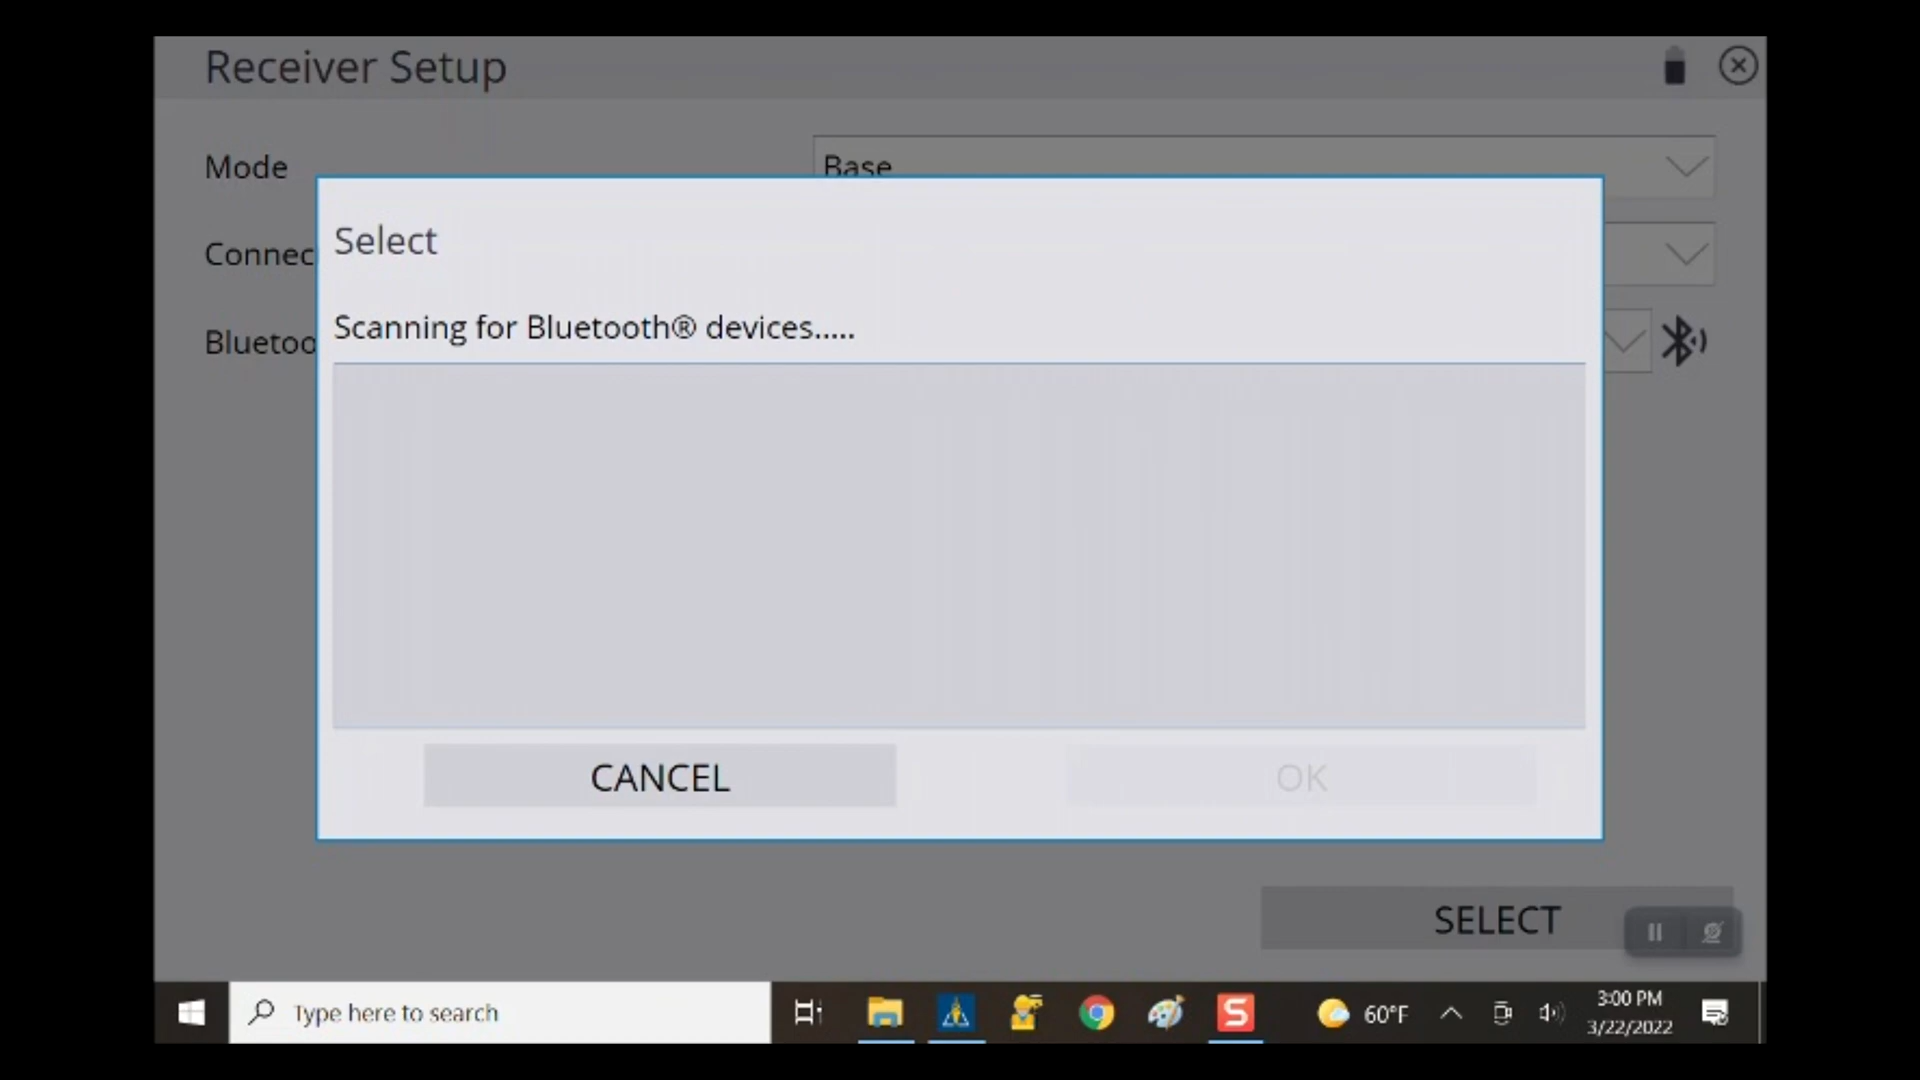 Receiver Setup
Mode
Base
Connec
Bluetoo
Select
Scanning for Bluetooth® devices.....
CANCEL
OK
SELECT
Type here to search
S
60°F
3:00 PM
3/22/2022